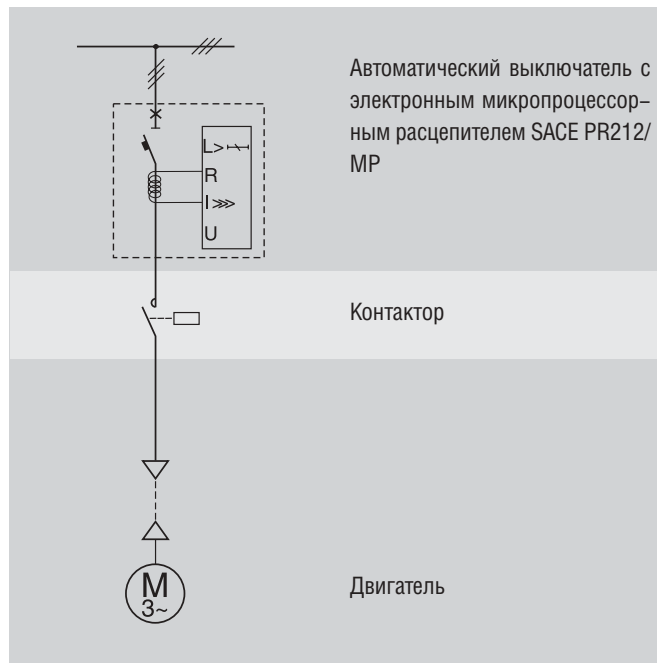 Автоматический выключатель с
электронным микропроцессор-
ным расцепителем SACE PR212/
MP
L>
R
I >>>
U
Контактор
M
3~
Двигатель